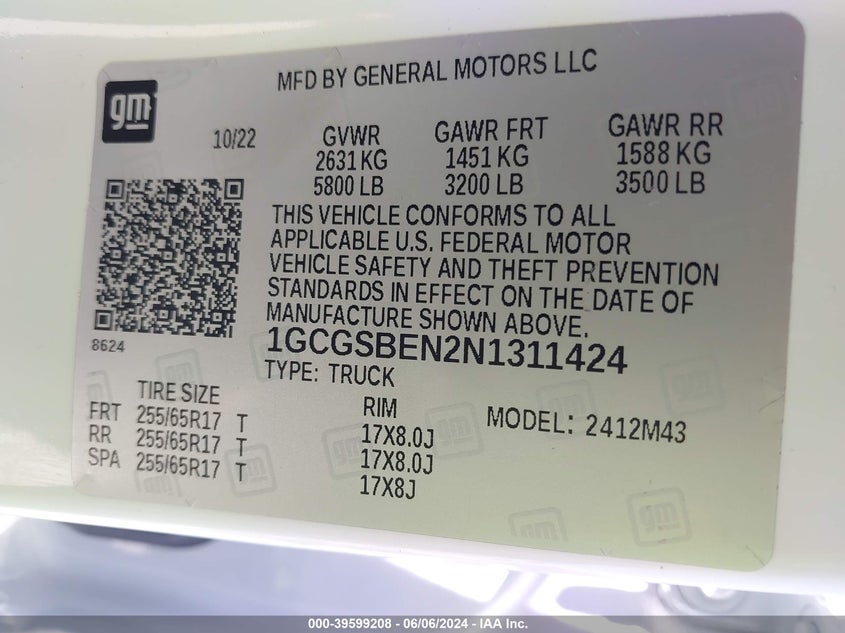 MFD BY GENERAL MOTORS LLC
gm
10/22 GVWR GAWR FRT GAWR RR
2631 KG 1451 KG 1588 KG
5800 LB 3200 LB 3500 LB
THIS VEHICLE CONFORMS TO ALL
APPLICABLE U.S. FEDERAL MOTOR
VEHICLE SAFETY AND THEFT PREVENTION
STANDARDS IN EFFECT ON THE DATE OF
MANUFACTURE SHOWN ABOVE.
8624
1GCGSBEN2N1311424
TYPE: TRUCK
TIRE SIZE RIM MODEL: 2412M43
FRT 255/65R17 T 17X8.0J
RR 255/65R17 T 17X8.0J
SPA 255/65R17 T 17X8J
gm
000-39599208 - 06/06/2024 - IAA Inc.